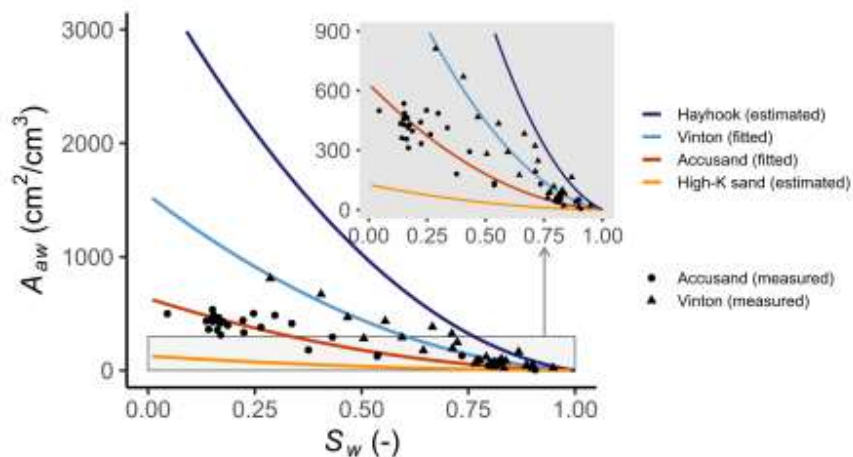 3000
2000
1000
0
A_aw (cm²/cm³)
0.00 0.25 0.50 0.75 1.00
S_w (-)
900
600
300
0
0.00 0.25 0.50 0.75 1.00
Hayhook (estimated)
Vinton (fitted)
Accusand (fitted)
High-K sand (estimated)
Accusand (measured)
Vinton (measured)